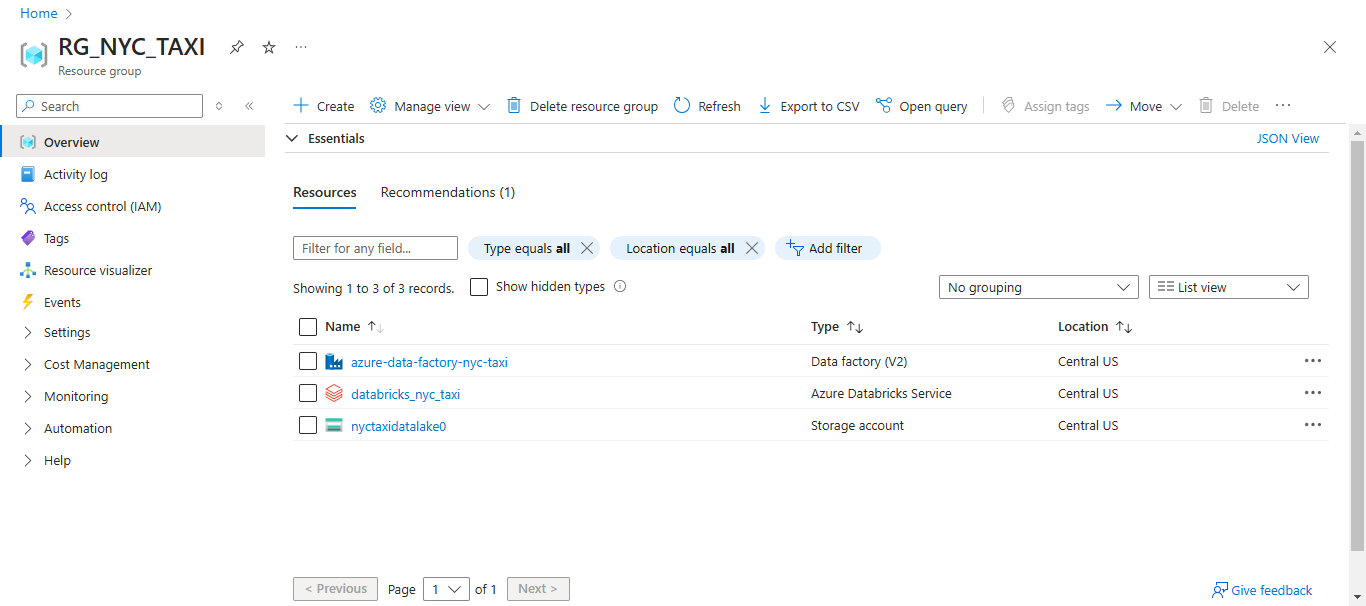 Home
RG_NYC_TAXI ...
Resource group
Search
Create Manage view Delete resource group Refresh Export to CSV Open query Assign tags Move Delete ...
Overview
Activity log
Access control (IAM)
Tags
Resource visualizer
Events
Settings
Cost Management
Monitoring
Automation
Help
Essentials JSON View
Resources Recommendations (1)
Filter for any field... Type equals all Location equals all Add filter
Showing 1 to 3 of 3 records. Show hidden types No grouping List view
Name Type Location
azure-data-factory-nyc-taxi Data factory (V2) Central US ...
databricks_nyc_taxi Azure Databricks Service Central US ...
nyctaxidatalake0 Storage account Central US ...
< Previous Page 1 of 1 Next > Give feedback